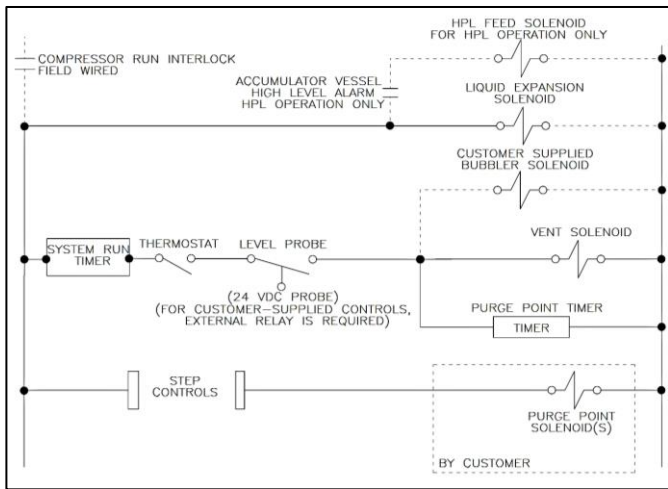 HPL FEED SOLENOID
FOR HPL OPERATION ONLY
COMPRESSOR RUN INTERLOCK
FIELD WIRED
ACCUMULATOR VESSEL
HIGH LEVEL ALARM
HPL OPERATION ONLY
LIQUID EXPANSION
SOLENOID
CUSTOMER SUPPLIED
BUBBLER SOLENOID
SYSTEM RUN
TIMER
THERMOSTAT
LEVEL PROBE
VENT SOLENOID
(24 VDC PROBE)
(FOR CUSTOMER-SUPPLIED CONTROLS,
EXTERNAL RELAY IS REQUIRED)
PURGE POINT TIMER
TIMER
STEP
CONTROLS
PURGE POINT
SOLENOID(S)
BY CUSTOMER